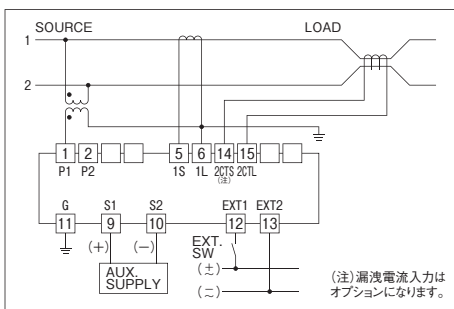 SOURCE LOAD
1
2
1 2 5 6 14 15
P1 P2 1S 1L 2CTS 2CTL
(注)
G S1 S2 EXT1 EXT2
11 9 10 12 13
(+) (−) EXT.
SW
AUX.
SUPPLY
(±)
(≂)
(注)漏洩電流入力は
オプションになります。